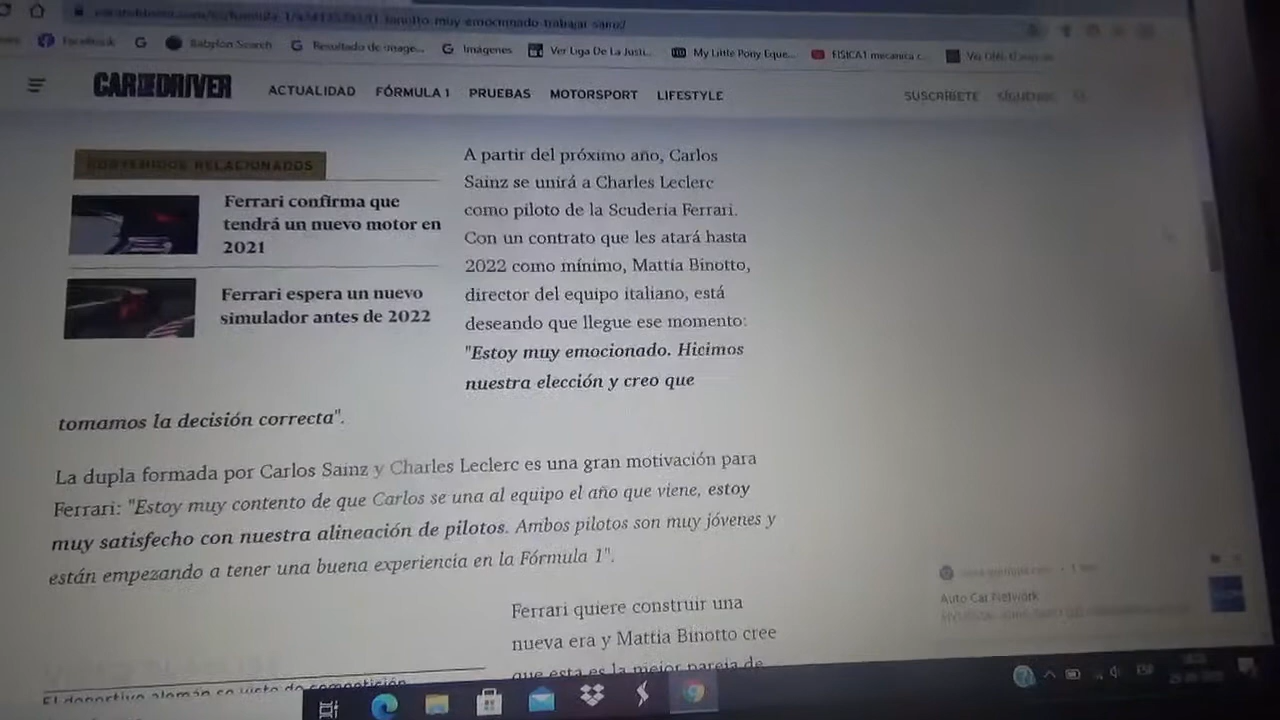 muy-emocionado-trabajar-sainz/
Facebook
G
Babylon Search
G Resultado de image...
G Imágenes
Ver Liga De La Justi...
My Little Pony Eque...
FISICA1 mecanica c...
CAR AND DRIVER
ACTUALIDAD
FÓRMULA 1
PRUEBAS
MOTORSPORT
LIFESTYLE
SUSCRÍBETE
CONTENIDOS RELACIONADOS
Ferrari confirma que
tendrá un nuevo motor en
2021
Ferrari espera un nuevo
simulador antes de 2022
A partir del próximo año, Carlos
Sainz se unirá a Charles Leclerc
como piloto de la Scuderia Ferrari.
Con un contrato que les atará hasta
2022 como mínimo, Mattia Binotto,
director del equipo italiano, está
deseando que llegue ese momento:
"Estoy muy emocionado. Hicimos
nuestra elección y creo que
tomamos la decisión correcta".
La dupla formada por Carlos Sainz y Charles Leclerc es una gran motivación para
Ferrari: "Estoy muy contento de que Carlos se una al equipo el año que viene, estoy
muy satisfecho con nuestra alineación de pilotos. Ambos pilotos son muy jóvenes y
están empezando a tener una buena experiencia en la Fórmula 1".
Ferrari quiere construir una
nueva era y Mattia Binotto cree
que esta es la mejor pareja de
El deportivo alemán se viste de competición
Auto Car Network
ESP